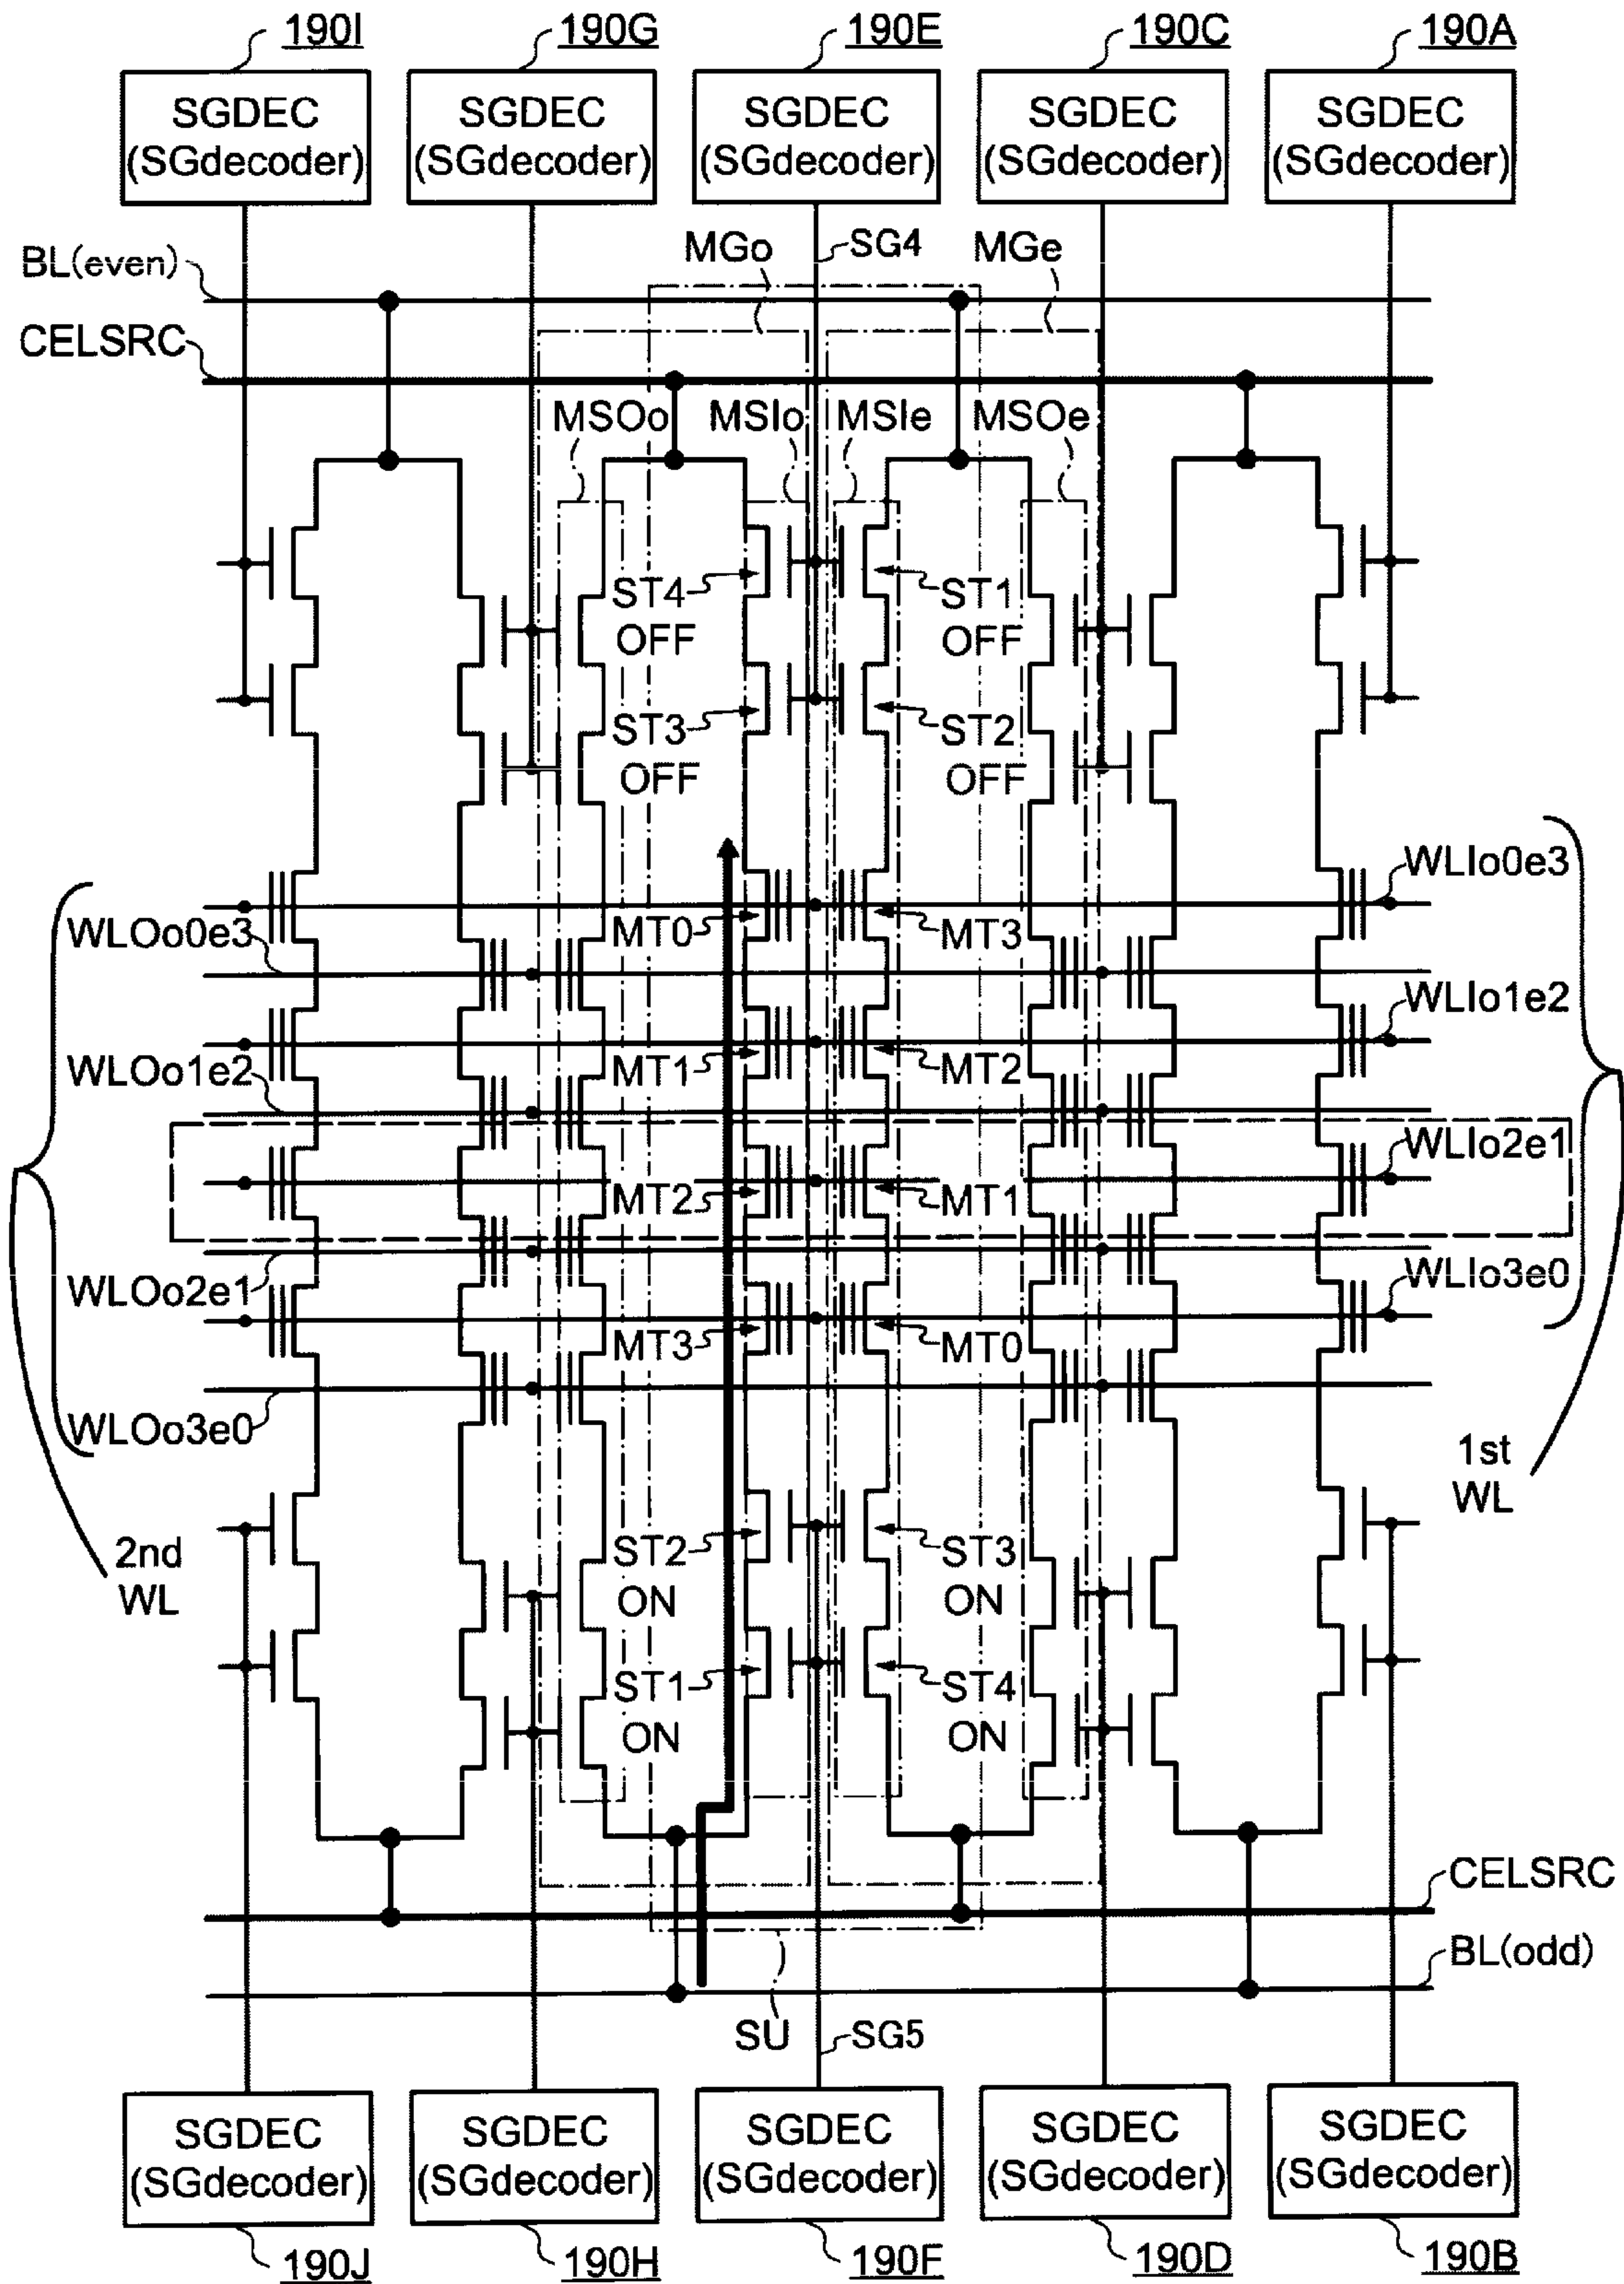 190I 190G 190E 190C 190A
SGDEC SGDEC SGDEC SGDEC SGDEC
(SGdecoder) (SGdecoder) (SGdecoder) (SGdecoder) (SGdecoder)
MGo SG4 MGe
BL(even)
CELSRC
MSOo MSIo MSIe MSOe
ST4 ST1
OFF OFF
ST3 ST2
OFF OFF
WLIo0e3
WLOo0e3 MT0 MT3
WLIo1e2
WLOo1e2 MT1 MT2
WLIo2e1
MT2 MT1
WLIo3e0
WLOo2e1
MT3 MT0
WLOo3e0
1st
WL
2nd
WL
ST2 ST3
ON ON
ST1 ST4
ON ON
CELSRC
BL(odd)
SU SG5
SGDEC SGDEC SGDEC SGDEC SGDEC
(SGdecoder) (SGdecoder) (SGdecoder) (SGdecoder) (SGdecoder)
190J 190H 190F 190D 190B